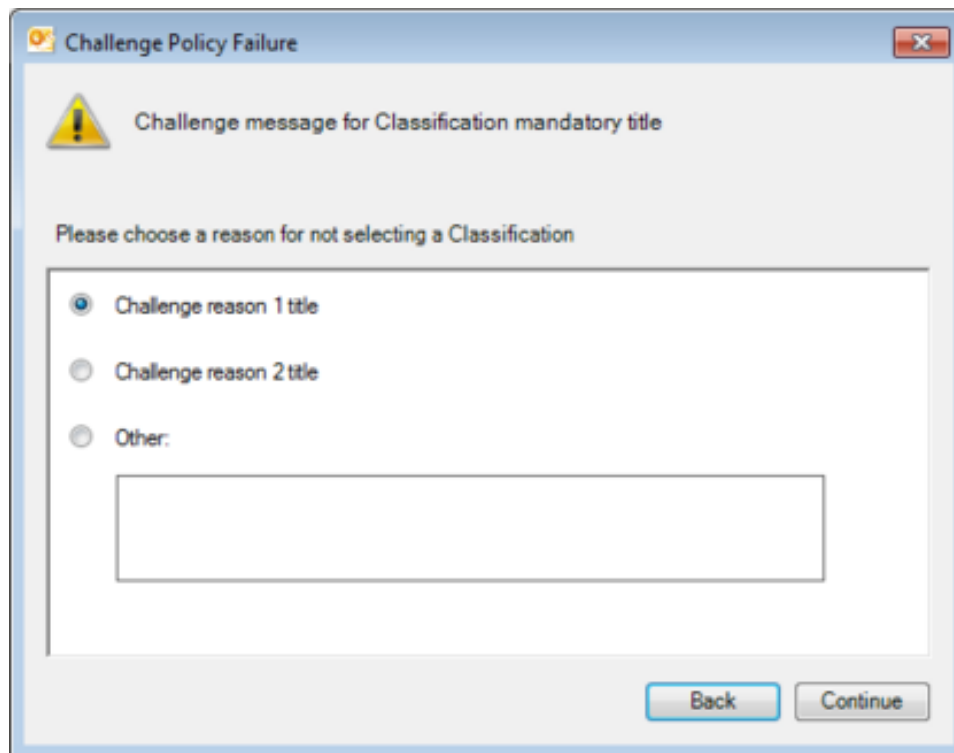 Challenge Policy Failure
Challenge message for Classification mandatory title
Please choose a reason for not selecting a Classification
Challenge reason 1 title
Challenge reason 2 title
Other:
Back Continue